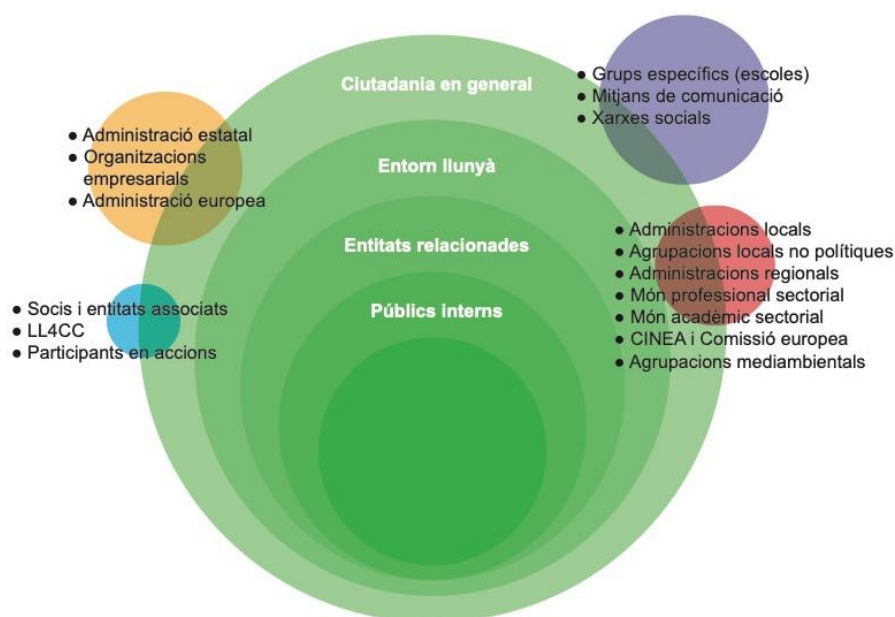 Ciutadania en general
Entorn llunyà
Entitats relacionades
Públics interns
● Administració estatal
● Organitzacions
empresarials
● Administració europea
● Socis i entitats associats
● LL4CC
● Participants en accions
● Grups específics (escoles)
● Mitjans de comunicació
● Xarxes socials
● Administracions locals
● Agrupacions locals no polítiques
● Administracions regionals
● Món professional sectorial
● Món acadèmic sectorial
● CINEA i Comissió europea
● Agrupacions mediambientals